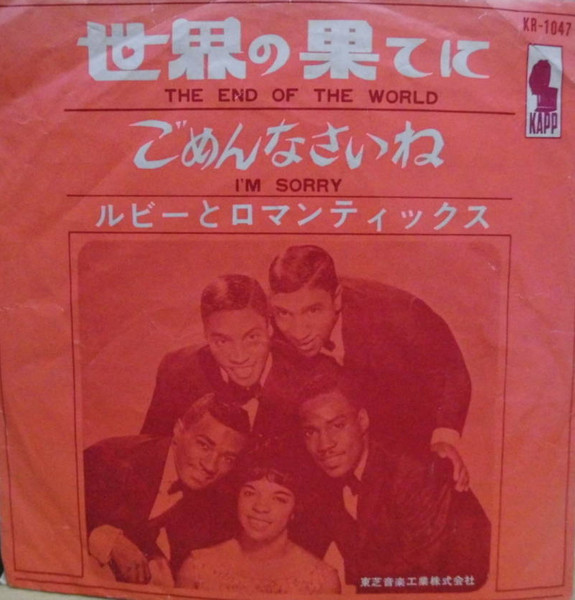 KR-1047
世界の果てに
THE END OF THE WORLD
KAPP
ごめんなさいね
I'M SORRY
ルビーとロマンティックス
東芝音楽工業株式会社